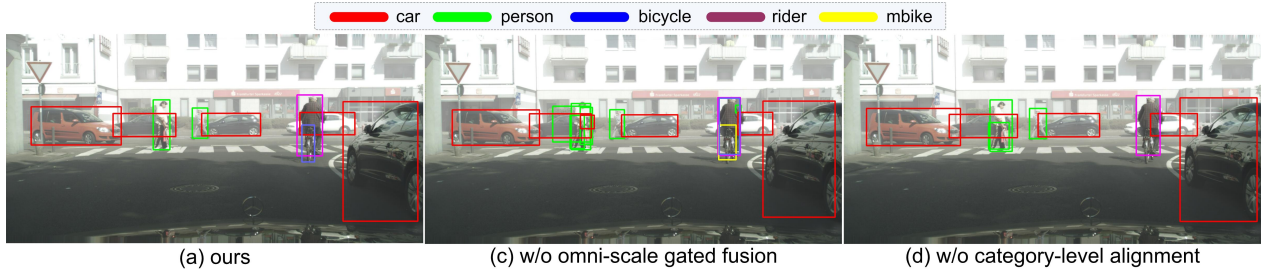 car person bicycle rider mbike
(a) ours
(c) w/o omni-scale gated fusion
(d) w/o category-level alignment